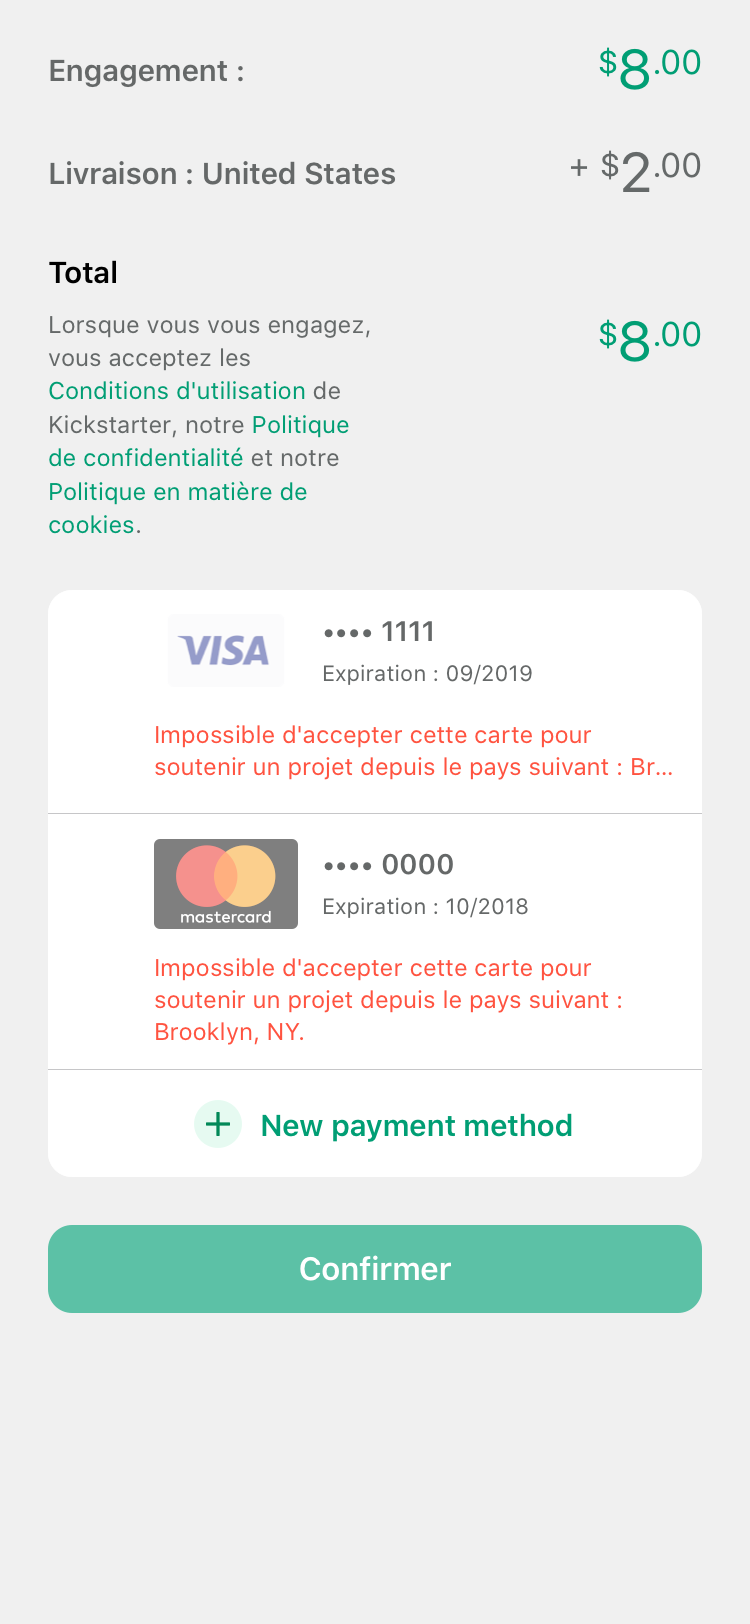 Engagement : $8.00
Livraison : United States + $2.00
Total
Lorsque vous vous engagez, $8.00
vous acceptez les
Conditions d'utilisation de
Kickstarter, notre Politique
de confidentialité et notre
Politique en matière de
cookies.
VISA •••• 1111
Expiration : 09/2019
Impossible d'accepter cette carte pour
soutenir un projet depuis le pays suivant : Br...
•••• 0000
mastercard Expiration : 10/2018
Impossible d'accepter cette carte pour
soutenir un projet depuis le pays suivant :
Brooklyn, NY.
+ New payment method
Confirmer